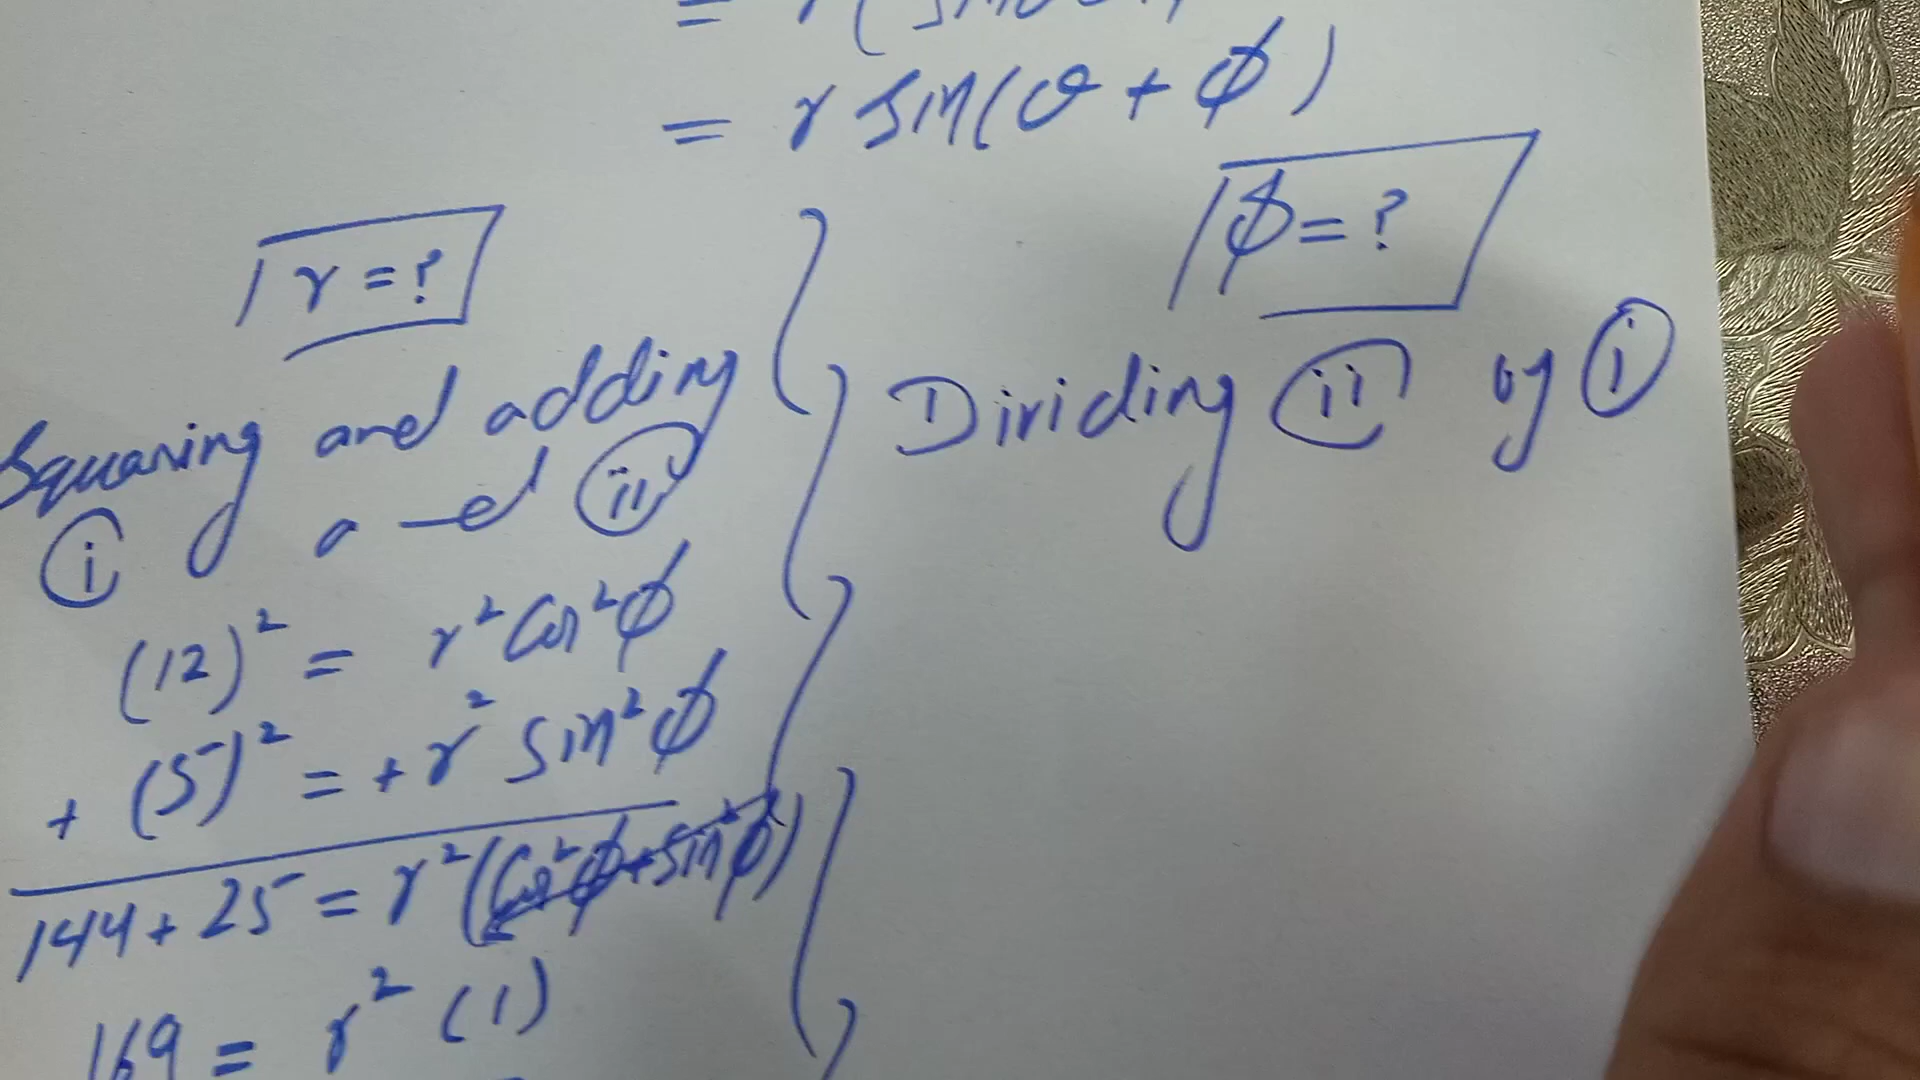 = r sin(θ + ϕ)
r = ?
Squaring and adding
(i) and (ii)
(12)² = r² Cos²ϕ
+ (5)² = + r² Sin²ϕ
144 + 25 = r² (Cos²ϕ + Sin²ϕ)
169 = r² (1)
ϕ = ?
Dividing (ii) by (i)